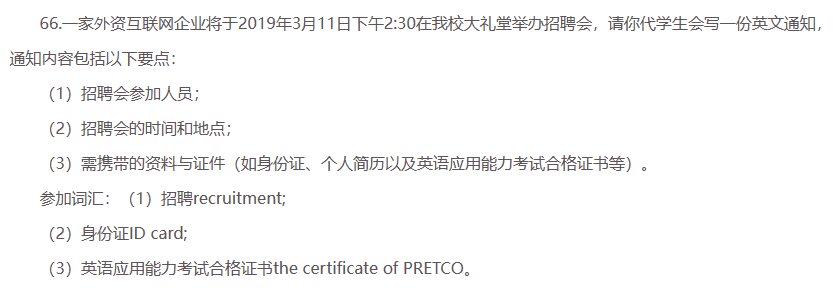 66.一家外资互联网企业将于2019年3月11日下午2:30在我校大礼堂举办招聘会，请你代学生会写一份英文通知，
通知内容包括以下要点：
（1）招聘会参加人员；
（2）招聘会的时间和地点；
（3）需携带的资料与证件（如身份证、个人简历以及英语应用能力考试合格证书等）。
参加词汇：（1）招聘recruitment;
（2）身份证ID card;
（3）英语应用能力考试合格证书the certificate of PRETCO。